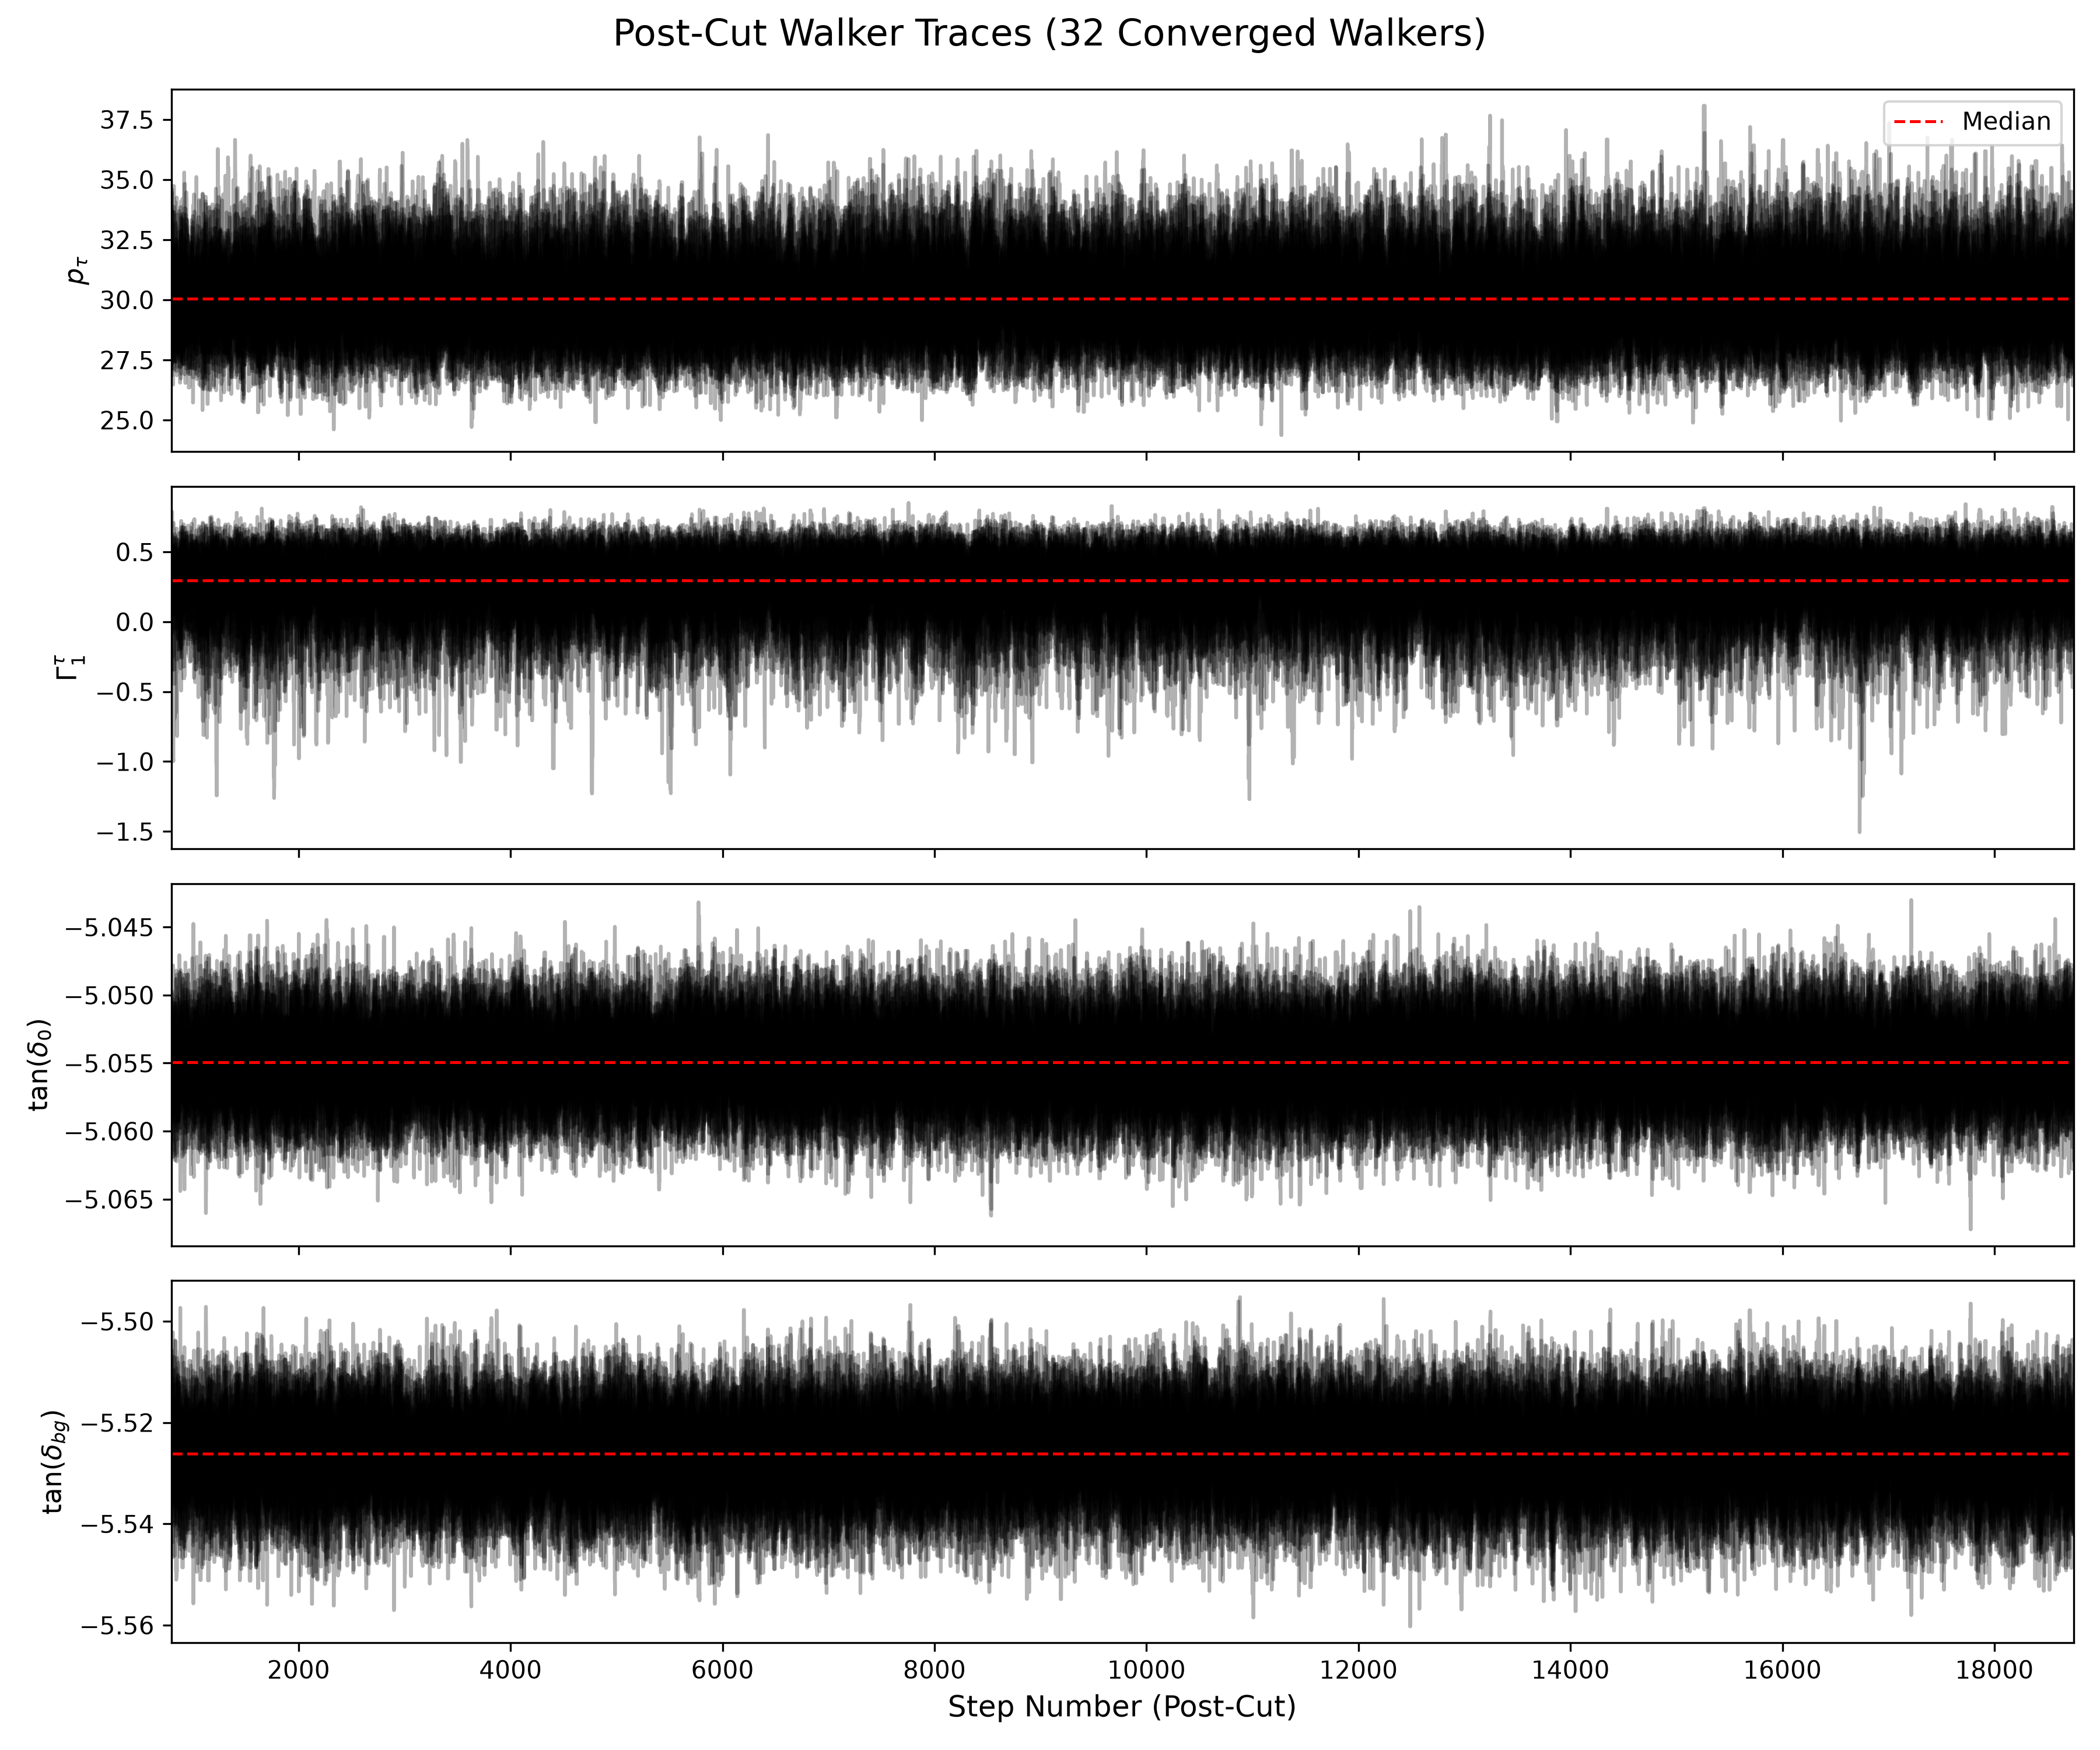 Post-Cut Walker Traces (32 Converged Walkers)
37.5
35.0
32.5
30.0
27.5
25.0
p_τ
Median
0.5
0.0
−0.5
−1.0
−1.5
Γ₁^τ
−5.045
−5.050
−5.055
−5.060
−5.065
tan(δ₀)
−5.50
−5.52
−5.54
−5.56
tan(δ_bg)
2000 4000 6000 8000 10000 12000 14000 16000 18000
Step Number (Post-Cut)